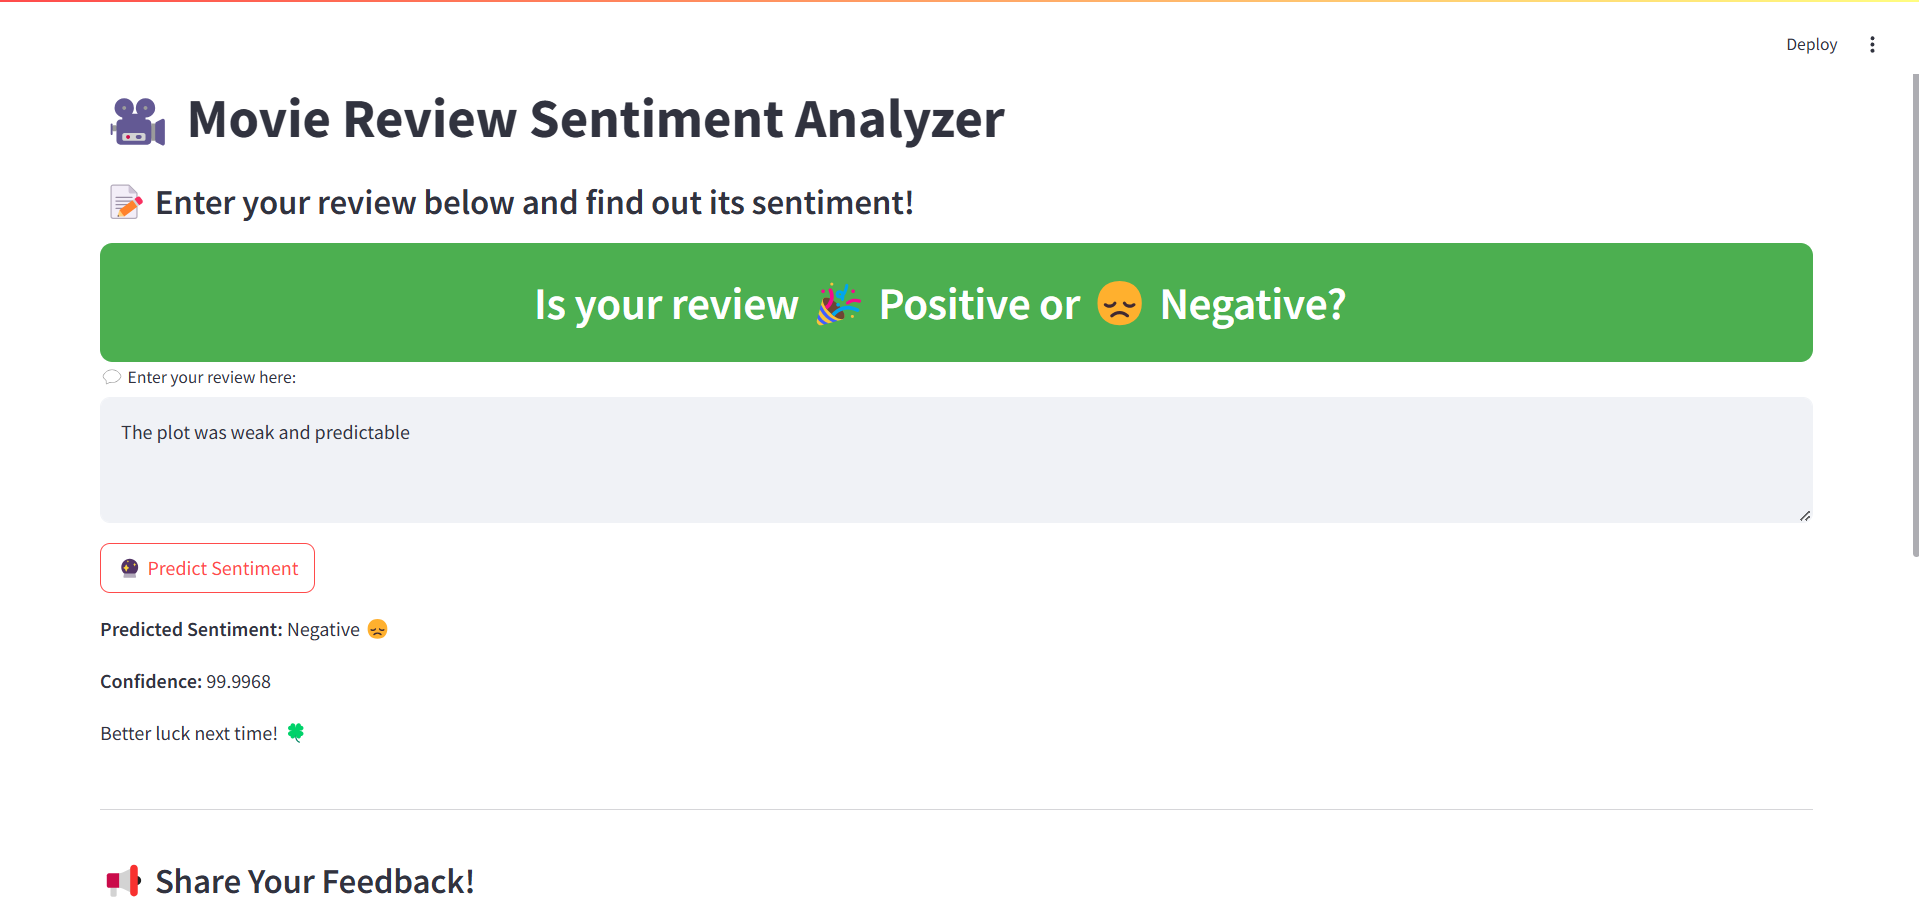 Deploy
Movie Review Sentiment Analyzer
Enter your review below and find out its sentiment!
Is your review 🎉 Positive or 😞 Negative?
Enter your review here:
The plot was weak and predictable
Predict Sentiment
Predicted Sentiment: Negative 😞
Confidence: 99.9968
Better luck next time! 🍀
Share Your Feedback!